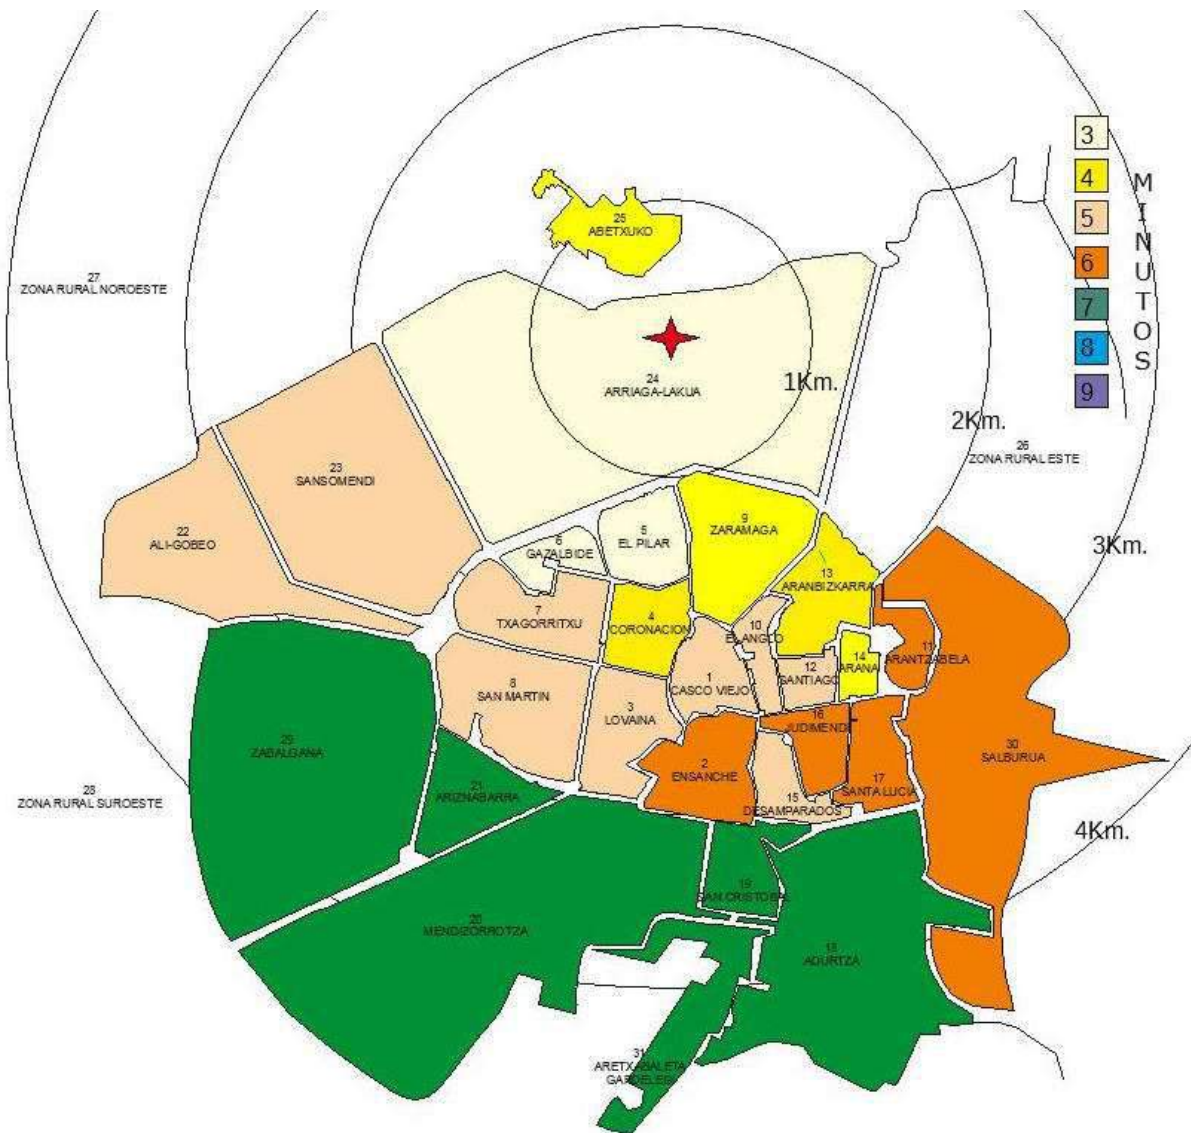 3
4
5
6
7
8
9
MINUTOS
25
ABETXUKO
27
ZONA RURAL NOROESTE
24
ARRIAGA-LAKUA
1Km.
2Km.
26
ZONA RURAL ESTE
23
SANSOMENDI
22
ALI-GOBEO
9
ZARAMAGA
5
EL PILAR
6
GAZALBIDE
3Km.
13
ARANBIZKARRA
7
TXAGORRITXU
4
CORONACION
10
EL ANGLO
11
ARANTZABELA
14
ARANA
12
SANTIAGO
8
SAN MARTIN
1
CASCO VIEJO
3
LOVAINA
16
JUDIMENDI
29
ZABALGANA
30
SALBURUA
2
ENSANCHE
17
SANTA LUCIA
21
ARIZNABARRA
28
ZONA RURAL SUROESTE
15
DESAMPARADOS
4Km.
19
SAN CRISTOBAL
20
MENDIZORROTZA
18
ADURTZA
31
ARETXABALETA
GARDELEGI